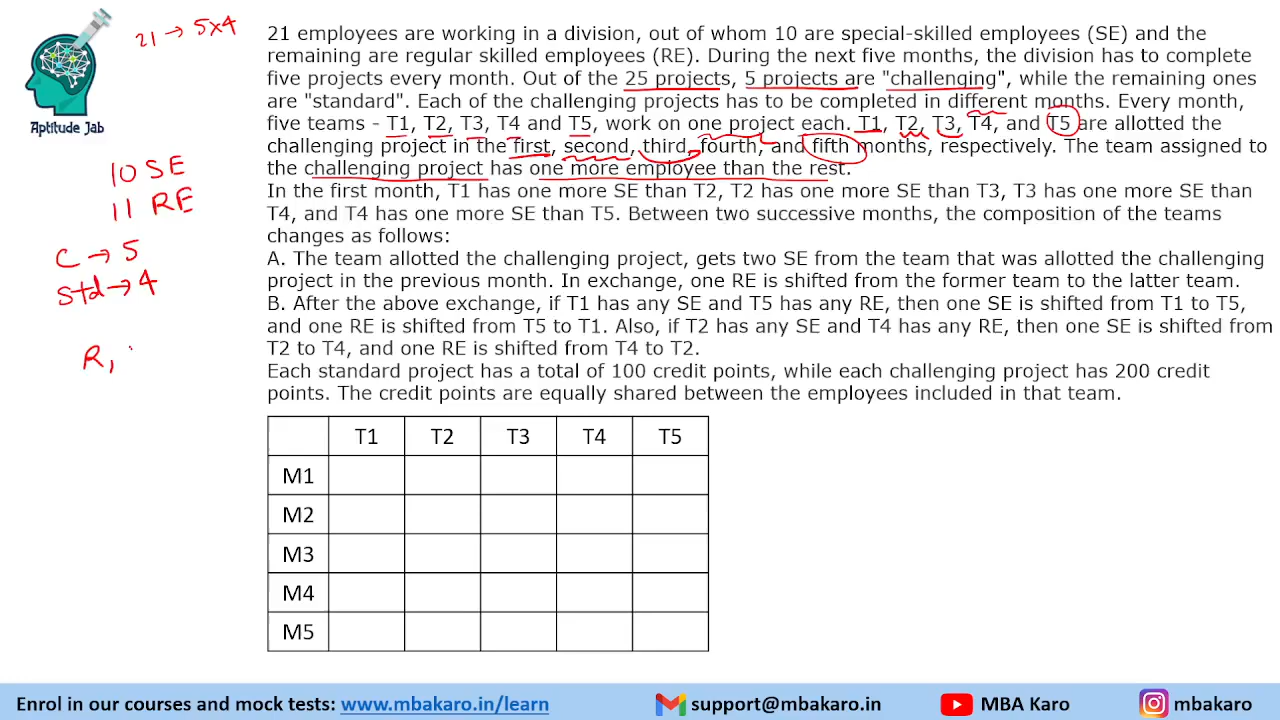 21 → 5x4
21 employees are working in a division, out of whom 10 are special-skilled employees (SE) and the
remaining are regular skilled employees (RE). During the next five months, the division has to complete
five projects every month. Out of the 25 projects, 5 projects are "challenging", while the remaining ones
are "standard". Each of the challenging projects has to be completed in different months. Every month,
five teams - T1, T2, T3, T4 and T5, work on one project each. T1, T2, T3, T4, and T5 are allotted the
challenging project in the first, second, third, fourth, and fifth months, respectively. The team assigned to
the challenging project has one more employee than the rest.
In the first month, T1 has one more SE than T2, T2 has one more SE than T3, T3 has one more SE than
T4, and T4 has one more SE than T5. Between two successive months, the composition of the teams
changes as follows:
A. The team allotted the challenging project, gets two SE from the team that was allotted the challenging
project in the previous month. In exchange, one RE is shifted from the former team to the latter team.
B. After the above exchange, if T1 has any SE and T5 has any RE, then one SE is shifted from T1 to T5,
and one RE is shifted from T5 to T1. Also, if T2 has any SE and T4 has any RE, then one SE is shifted from
T2 to T4, and one RE is shifted from T4 to T2.
Each standard project has a total of 100 credit points, while each challenging project has 200 credit
points. The credit points are equally shared between the employees included in that team.
Aptitude Jab
10 SE
11 RE
C → 5
Std → 4
R,
T1 T2 T3 T4 T5
M1
M2
M3
M4
M5
Enrol in our courses and mock tests: www.mbakaro.in/learn support@mbakaro.in MBA Karo mbakaro